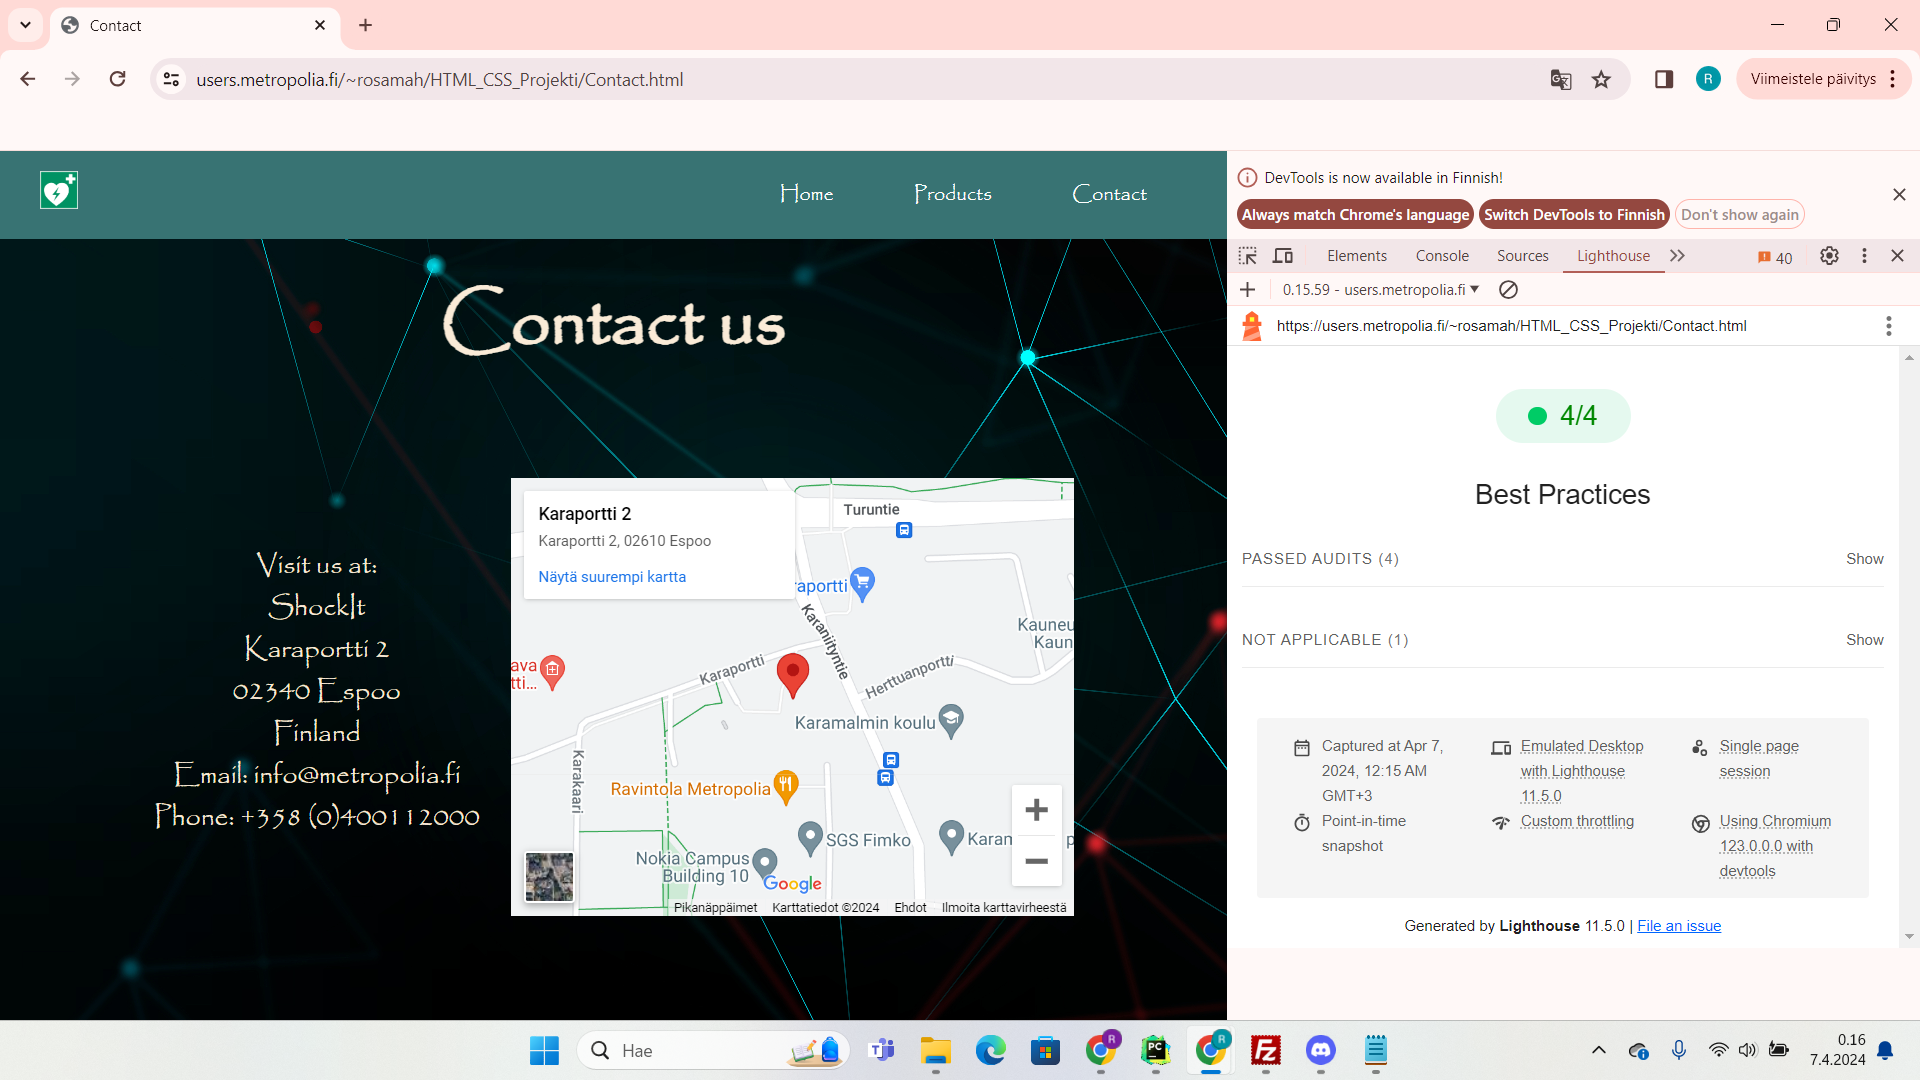 Contact
users.metropolia.fi/~rosamah/HTML_CSS_Projekti/Contact.html
R
Viimeistele päivitys
Home
Products
Contact
Contact us
Visit us at:
ShockIt
Karaportti 2
02340 Espoo
Finland
Email: info@metropolia.fi
Phone: +358 (0)400112000
Karaportti 2
Karaportti 2, 02610 Espoo
Näytä suurempi kartta
Turuntie
raportti
Karaniityntie
Kauneu
Kaun
ava
tti...
Karaportti
Herttuanportti
Karamalmin koulu
Karakaari
Ravintola Metropolia
SGS Fimko
Karam
p
Nokia Campus
Building 10
Google
Pikanäppäimet
Karttatiedot ©2024
Ehdot
Ilmoita karttavirheestä
DevTools is now available in Finnish!
Always match Chrome's language
Switch DevTools to Finnish
Don't show again
Elements
Console
Sources
Lighthouse
40
0.15.59 - users.metropolia.fi
https://users.metropolia.fi/~rosamah/HTML_CSS_Projekti/Contact.html
4/4
Best Practices
PASSED AUDITS (4)
Show
NOT APPLICABLE (1)
Show
Captured at Apr 7,
2024, 12:15 AM
GMT+3
Emulated Desktop
with Lighthouse
11.5.0
Single page
session
Point-in-time
snapshot
Custom throttling
Using Chromium
123.0.0.0 with
devtools
Generated by Lighthouse 11.5.0 | File an issue
Hae
R
PC
R
Fz
0.16
7.4.2024